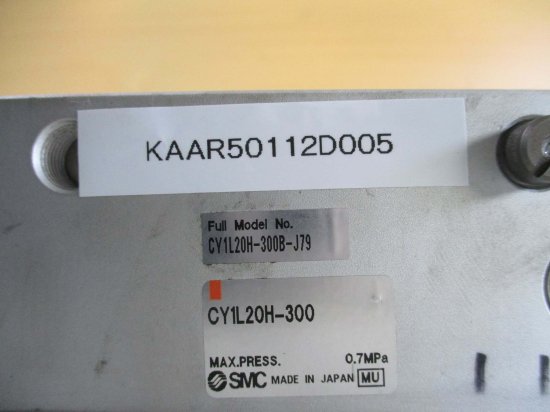 KAAR50112D005
Full Model No.
CY1L20H-300B-J79
CY1L20H-300
MAX.PRESS. 0.7MPa
SMC MADE IN JAPAN MU